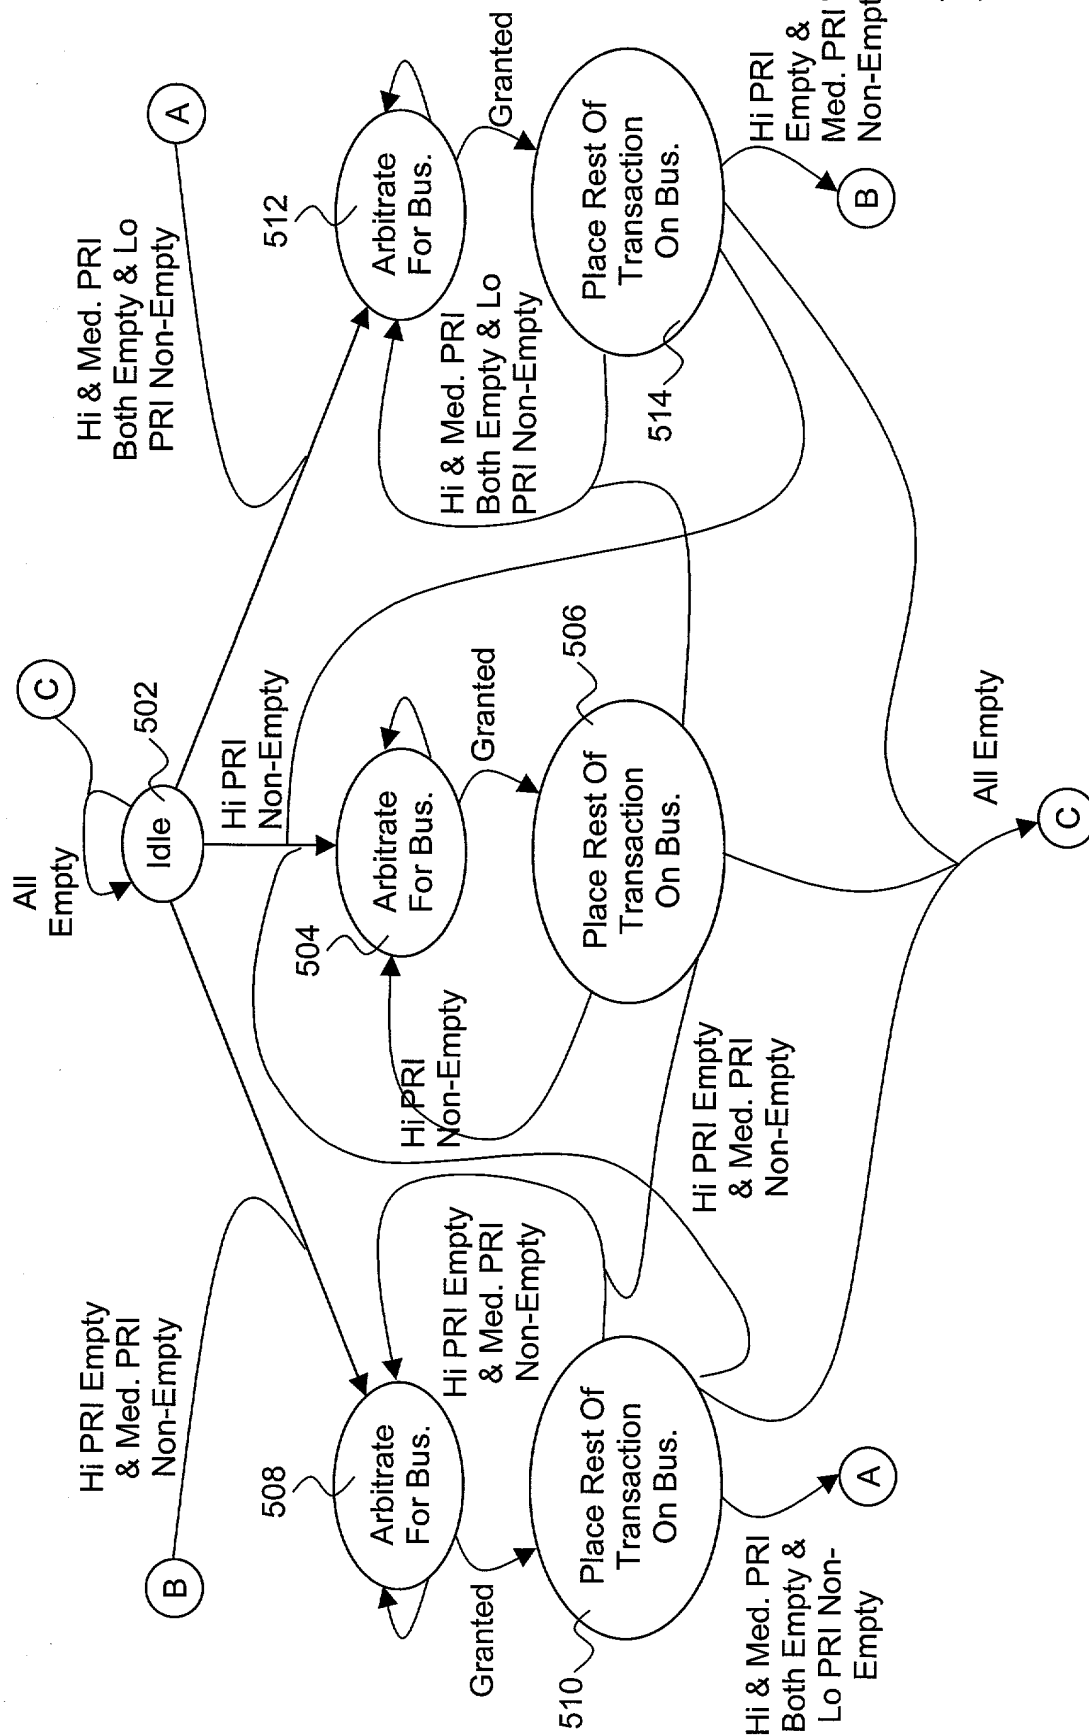 All
Empty
C
502
Idle
B
Hi PRI Empty
& Med. PRI
Non-Empty
Hi PRI
Non-Empty
Hi & Med. PRI
Both Empty & Lo
PRI Non-Empty
A
508
Arbitrate
For Bus.
504
Arbitrate
For Bus.
512
Arbitrate
For Bus.
Granted
Hi PRI Empty
& Med. PRI
Non-Empty
Hi PRI
Non-Empty
Granted
Hi & Med. PRI
Both Empty & Lo
PRI Non-Empty
Granted
510
Place Rest Of
Transaction
On Bus.
506
Place Rest Of
Transaction
On Bus.
514
Place Rest Of
Transaction
On Bus.
Hi & Med. PRI
Both Empty &
Lo PRI Non-
Empty
A
Hi PRI Empty
& Med. PRI
Non-Empty
Hi PRI
Empty &
Med. PRI
Non-Empt
B
All Empty
C